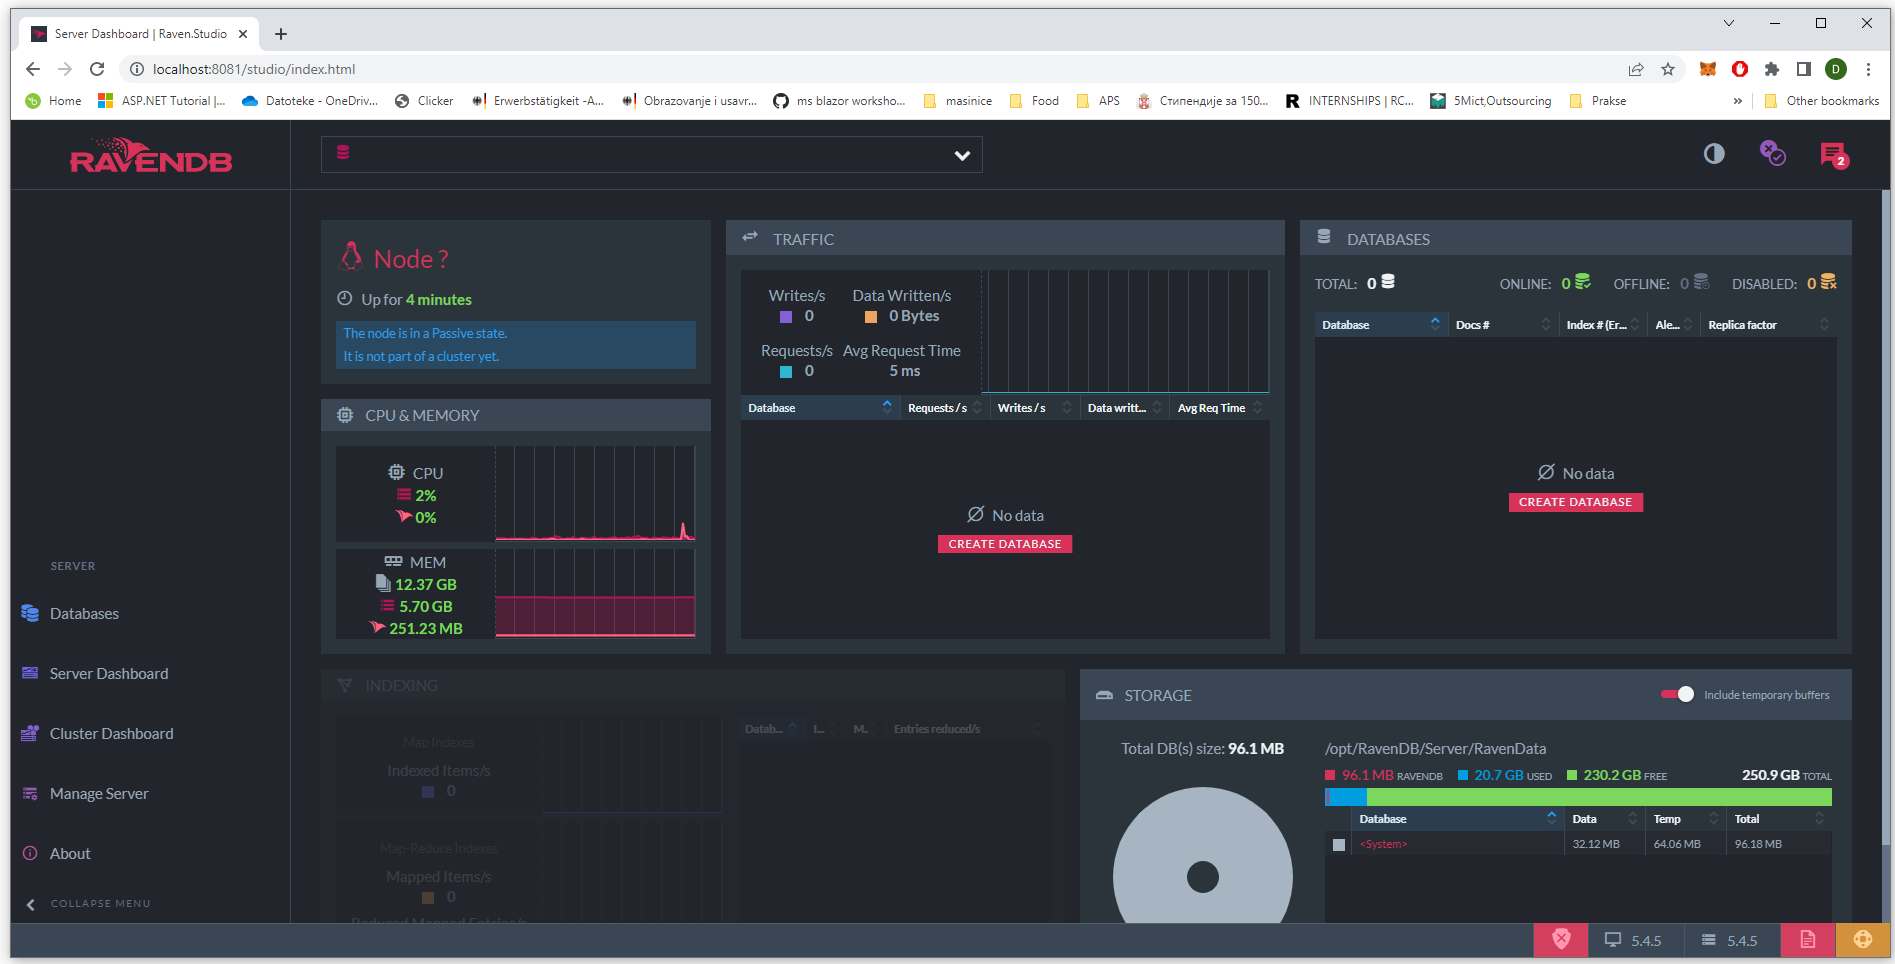 Server Dashboard | Raven.Studio
localhost:8081/studio/index.html
D
Home
ASP.NET Tutorial |...
Datoteke - OneDriv...
Clicker
Erwerbstätigkeit -A...
Obrazovanje i usavr...
ms blazor worksho...
masinice
Food
APS
Стипендије за 150...
INTERNSHIPS | RC...
5Mict,Outsourcing
Prakse
»
Other bookmarks
RAVENDB
2
Node ?
Up for 4 minutes
The node is in a Passive state.
It is not part of a cluster yet.
CPU & MEMORY
CPU
2%
0%
MEM
12.37 GB
5.70 GB
251.23 MB
TRAFFIC
Writes/s
0
Data Written/s
0 Bytes
Requests/s
0
Avg Request Time
5 ms
Database Requests / s Writes / s Data writt... Avg Req Time
No data
CREATE DATABASE
DATABASES
TOTAL: 0 ONLINE: 0 OFFLINE: 0 DISABLED: 0
Database Docs # Index # (Er... Ale... Replica factor
No data
CREATE DATABASE
SERVER
Databases
Server Dashboard
Cluster Dashboard
Manage Server
About
COLLAPSE MENU
INDEXING
Map Indexes
Indexed Items/s
0
Map-Reduce Indexes
Mapped Items/s
0
Reduced Mapped Entries/s
Datab... I... M.. Entries reduced/s
STORAGE
Include temporary buffers
Total DB(s) size: 96.1 MB
/opt/RavenDB/Server/RavenData
96.1 MB RAVENDB 20.7 GB USED 230.2 GB FREE 250.9 GB TOTAL
Database Data Temp Total
<System> 32.12 MB 64.06 MB 96.18 MB
5.4.5
5.4.5